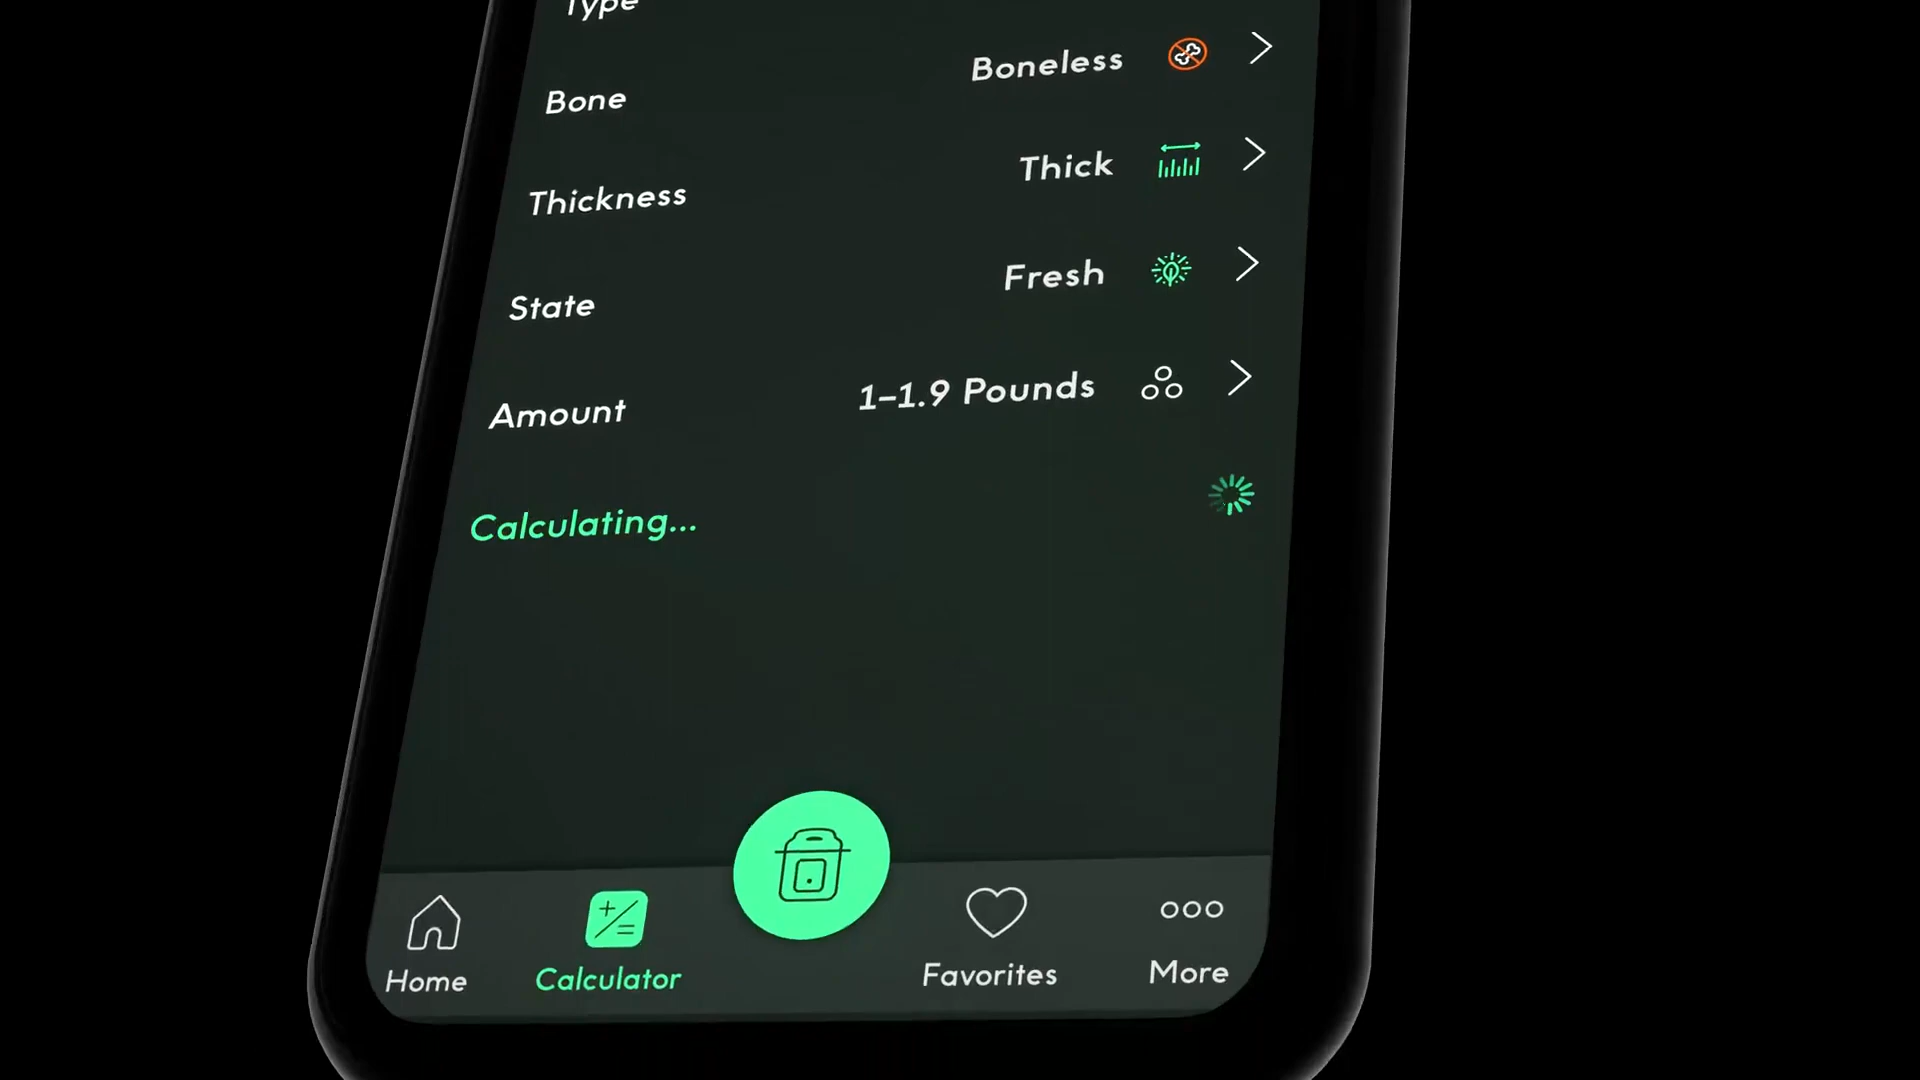 Type
Bone Boneless
Thickness Thick
State Fresh
Amount 1–1.9 Pounds
Calculating...
Home Calculator Favorites More